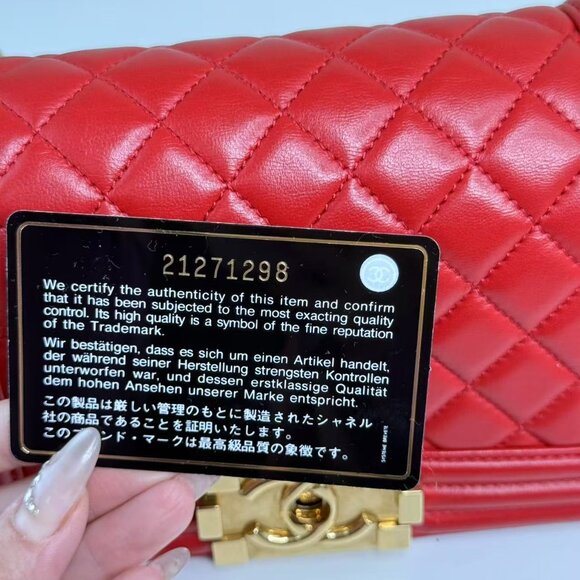 21271298
We certify the authenticity of this item and confirm
that it has been subjected to the most exacting quality
control. Its high quality is a symbol of the fine reputation
of the Trademark.
Wir bestätigen, dass es sich um einen Artikel handelt,
der während seiner Herstellung strengsten Kontrollen
unterworfen war, und dessen erstklassige Qualität
dem hohen Ansehen unserer Marke entspricht.
この製品は厳しい管理のもとに製造されたシャネル
社の商品であることを証明いたします。
このブランド・マークは最高級品質の象徴です。
SYSTEME BREVETE